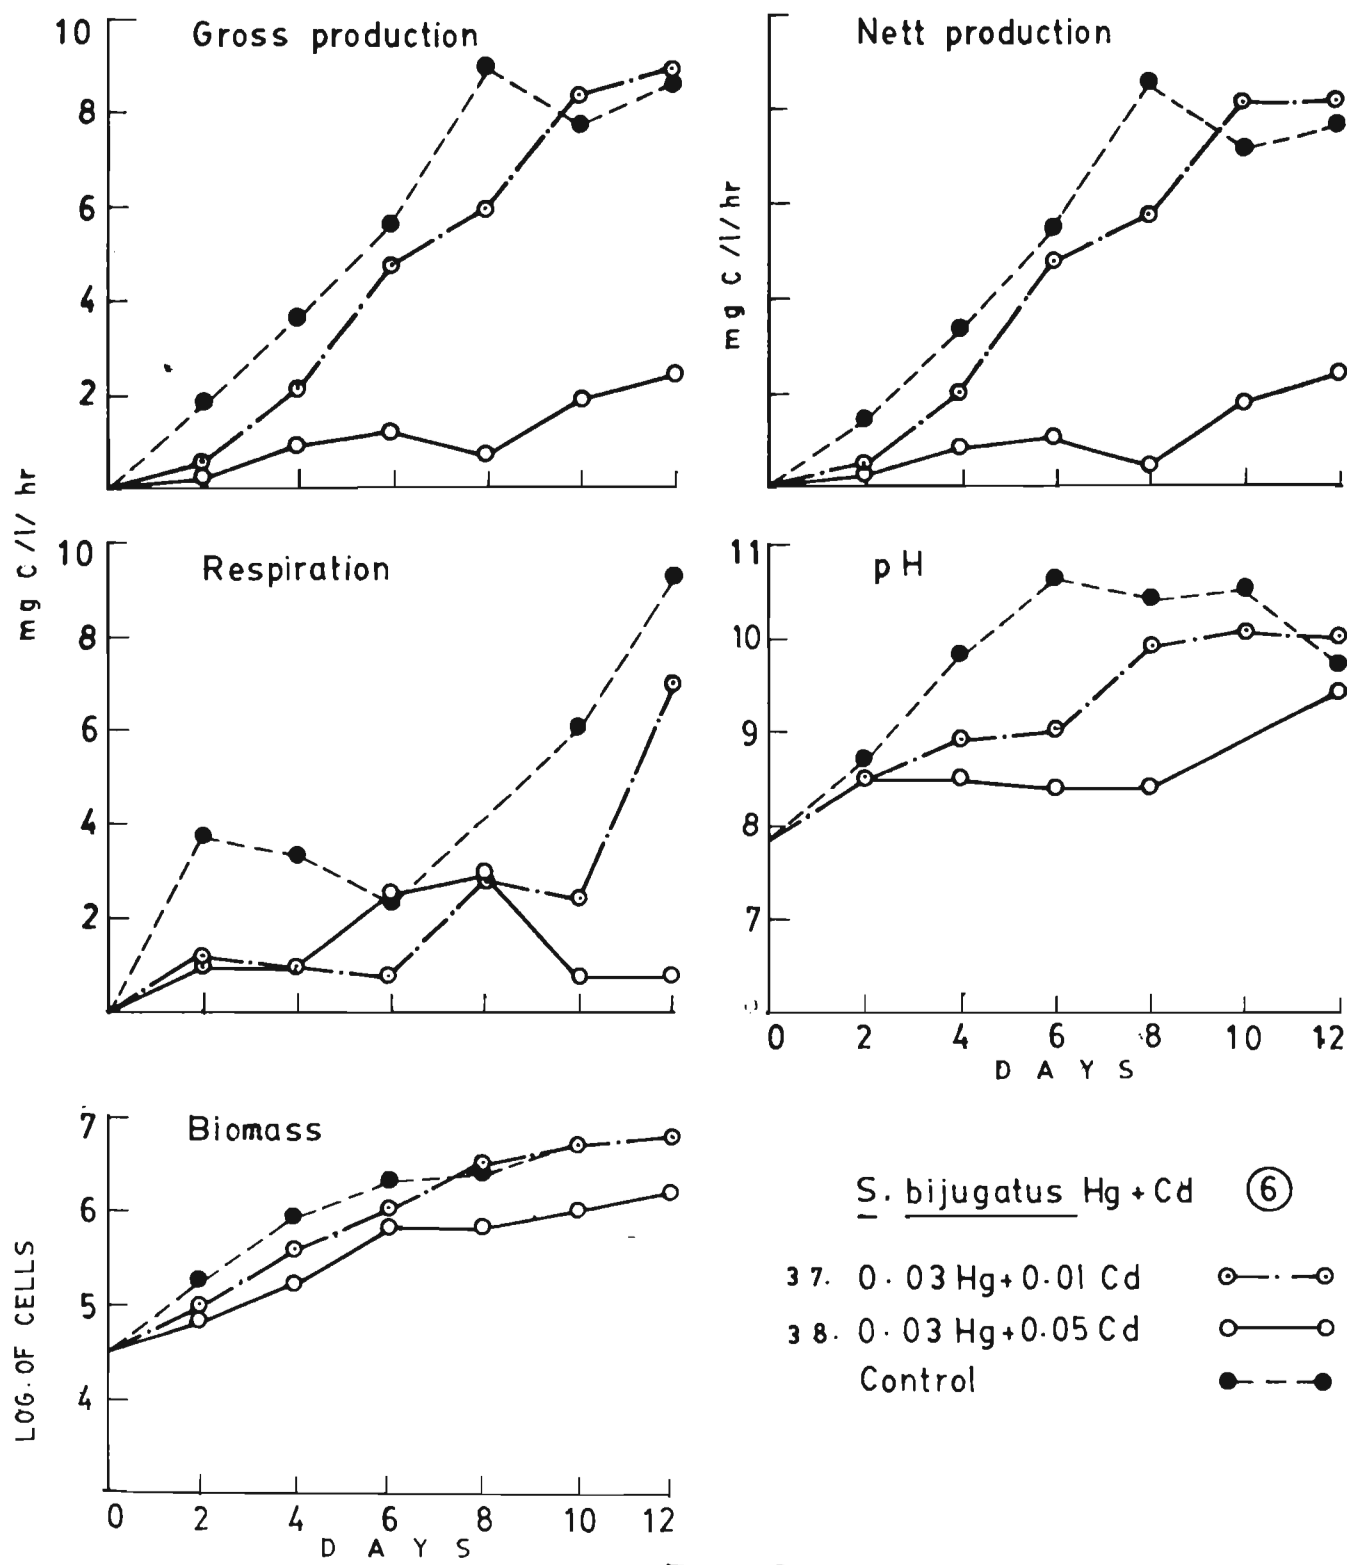 Gross production
10
8
6
4
2
mg C/l/hr
Nett production
mg C/l/hr
Respiration
10
8
6
4
2
pH
11
10
9
8
7
0 2 4 6 8 10 12
DAYS
Biomass
7
6
5
4
LOG. OF CELLS
0 2 4 6 8 10 12
DAYS
S. bijugatus Hg + Cd 6
37. 0.03 Hg + 0.01 Cd
38. 0.03 Hg + 0.05 Cd
Control